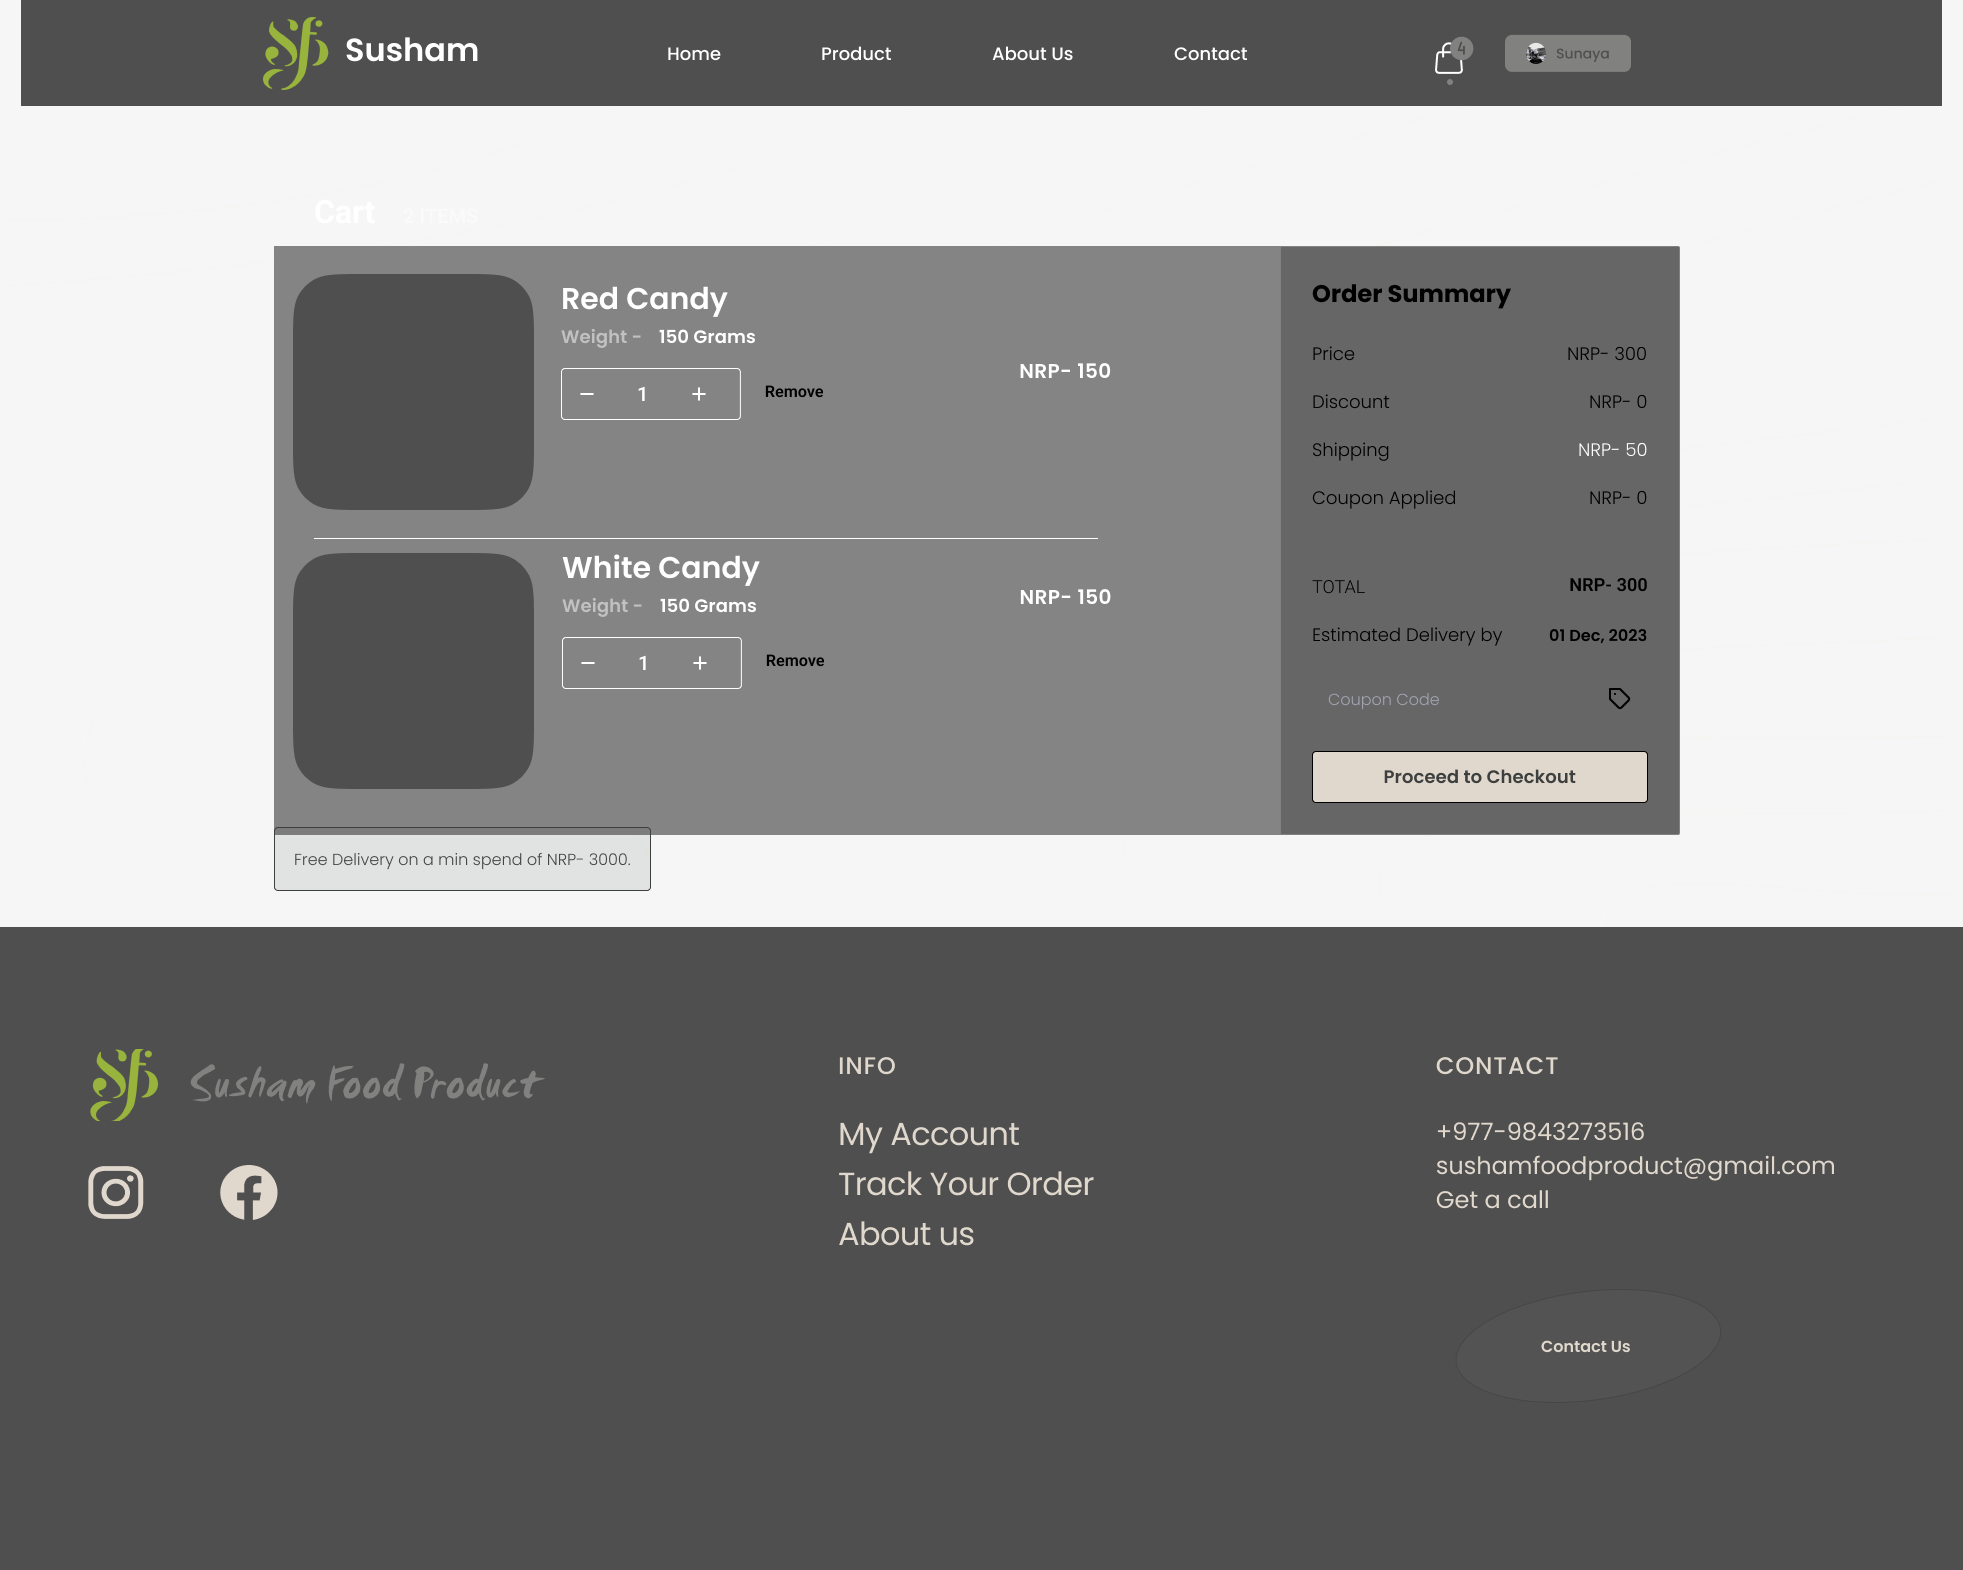 Susham
Home
Product
About Us
Contact
4
Sunaya
Cart 2 ITEMS
Red Candy
Weight - 150 Grams
1
Remove
NRP- 150
White Candy
Weight - 150 Grams
1
Remove
NRP- 150
Order Summary
Price NRP- 300
Discount NRP- 0
Shipping NRP- 50
Coupon Applied NRP- 0
TOTAL NRP- 300
Estimated Delivery by 01 Dec, 2023
Coupon Code
Proceed to Checkout
Free Delivery on a min spend of NRP- 3000.
Susham Food Product
INFO
My Account
Track Your Order
About us
CONTACT
+977-9843273516
sushamfoodproduct@gmail.com
Get a call
Contact Us